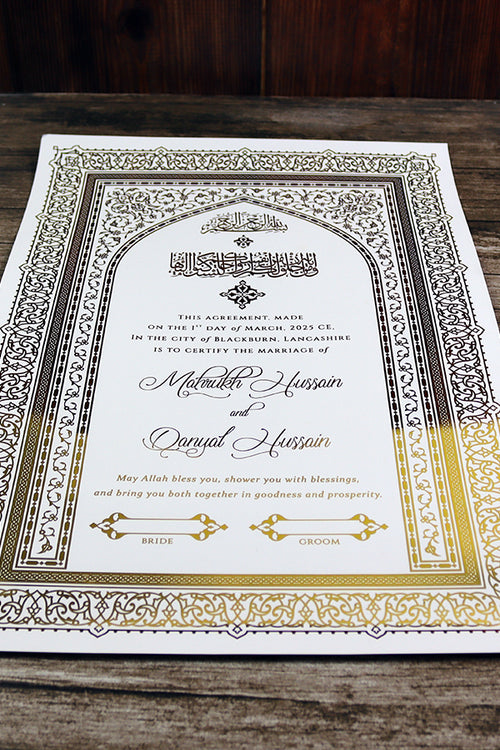 بسم الله الرحمن الرحيم
This agreement, made
on the 1st day of March, 2025 CE,
In the city of Blackburn, Lancashire
is to certify the marriage of
Mahrukh Hussain
and
Danyal Hussain
May Allah bless you, shower you with blessings,
and bring you both together in goodness and prosperity.
BRIDE GROOM